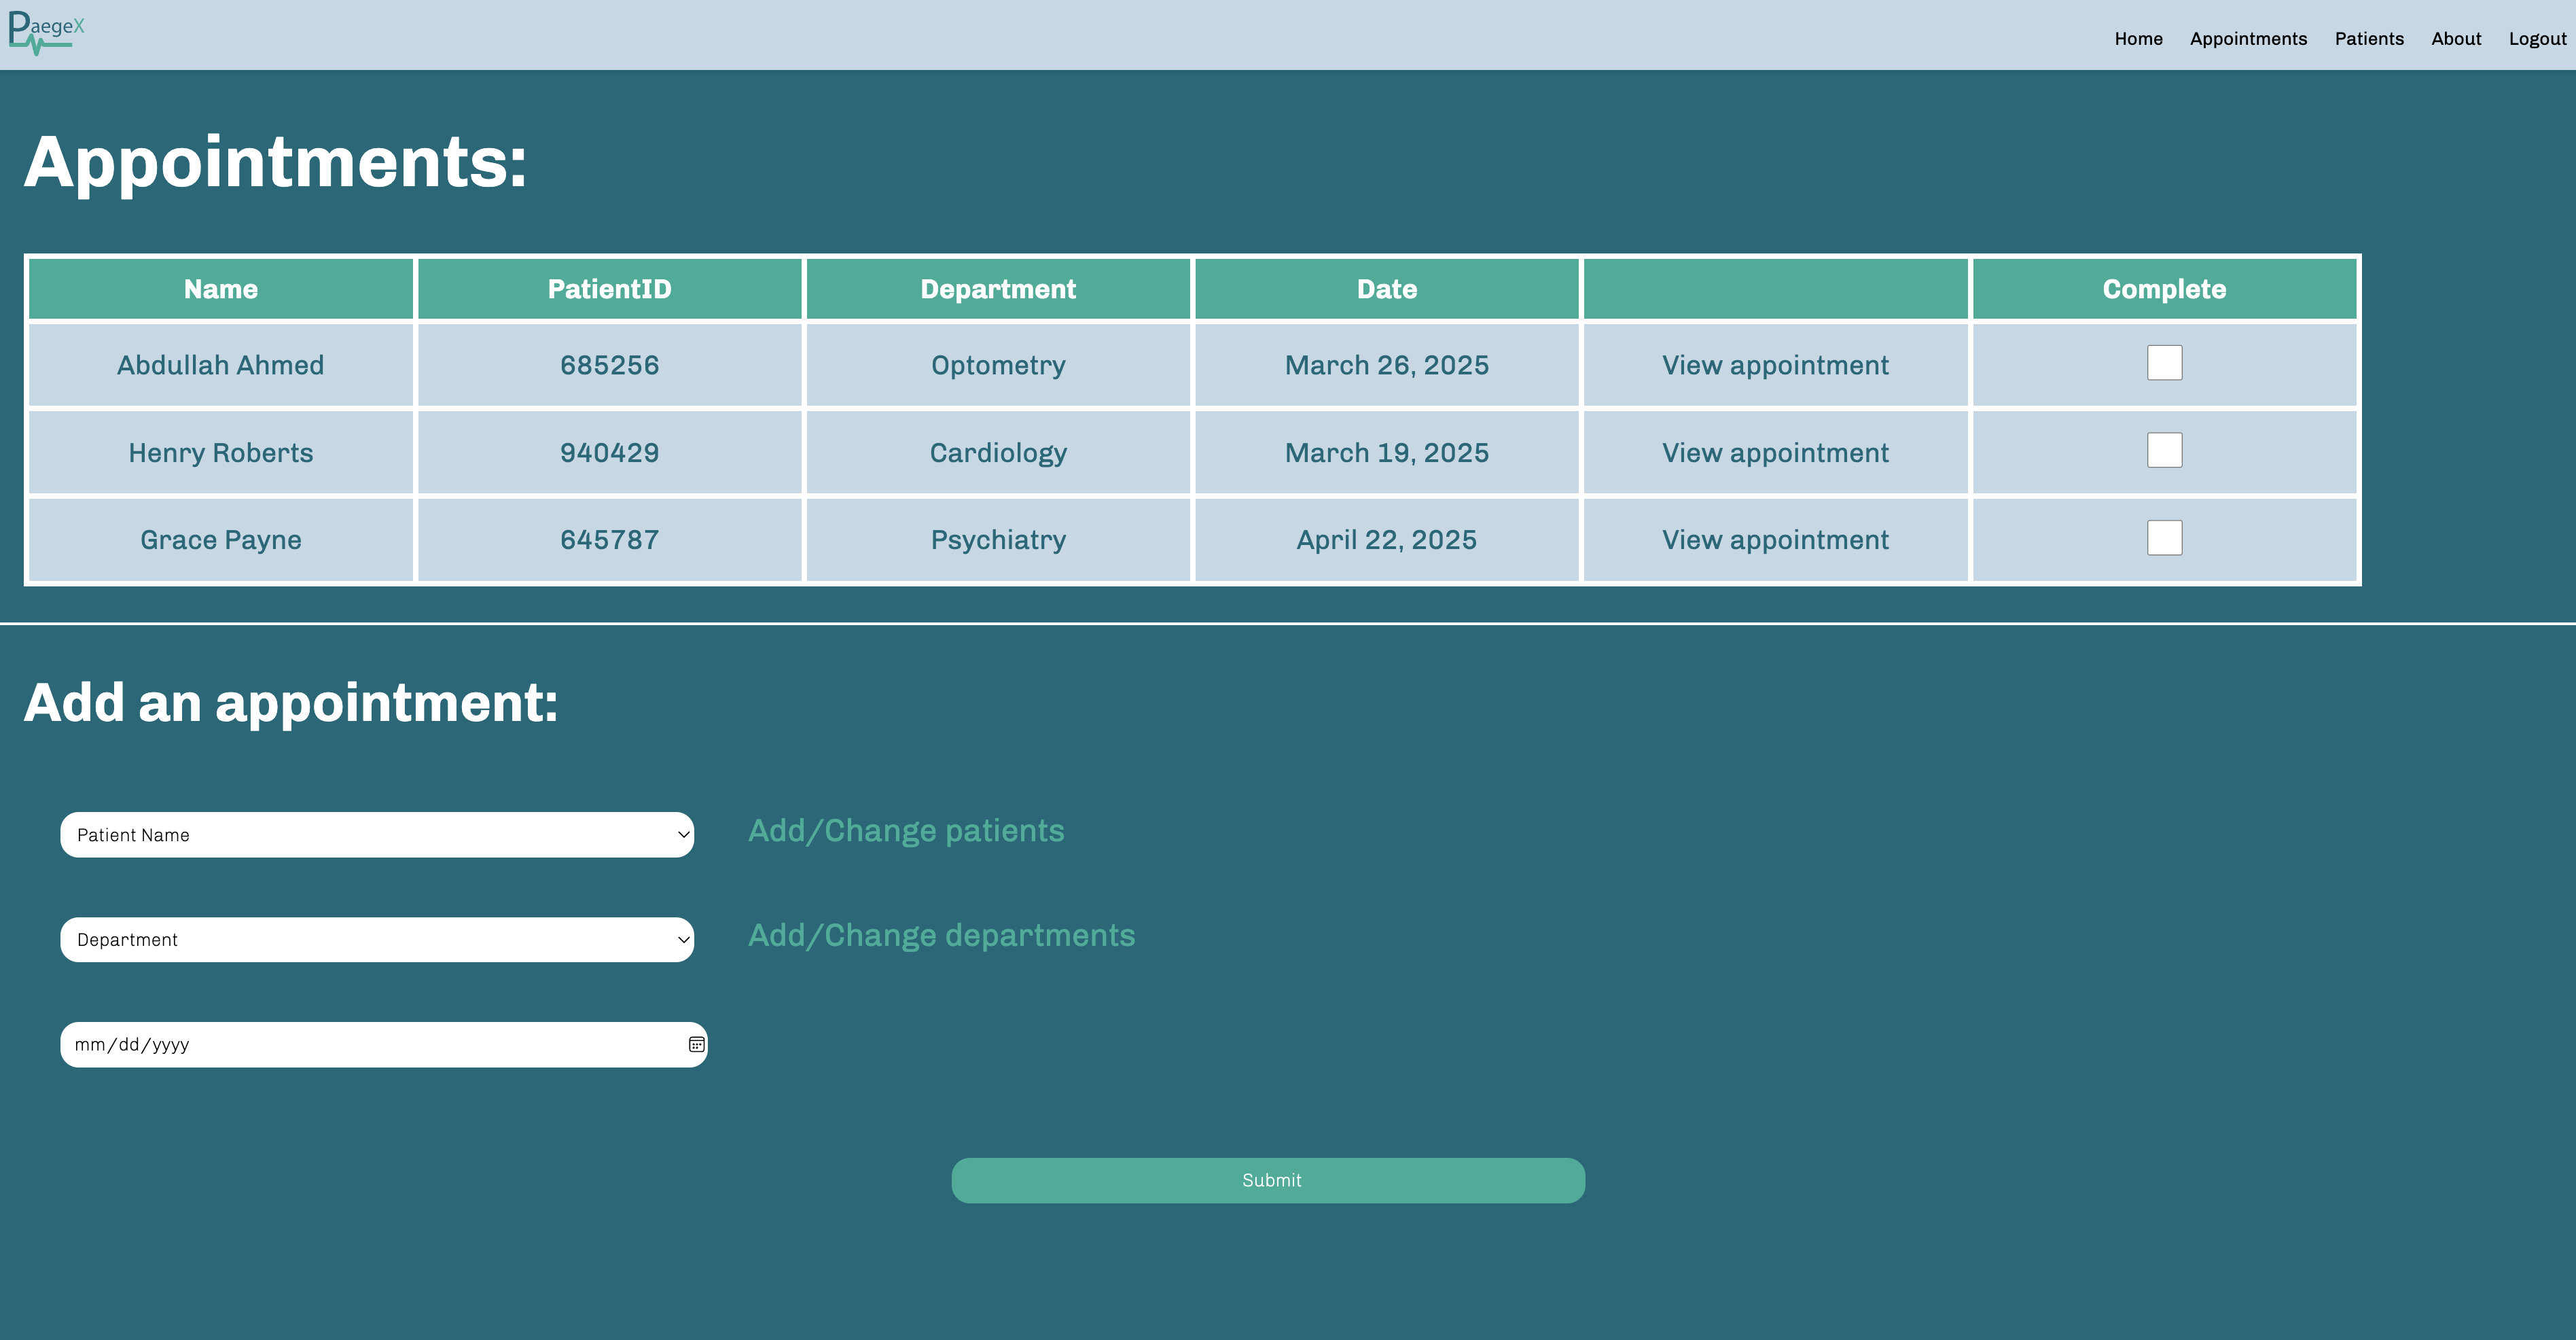 PaegeX
Home Appointments Patients About Logout
Appointments:
Name PatientID Department Date Complete
Abdullah Ahmed 685256 Optometry March 26, 2025 View appointment
Henry Roberts 940429 Cardiology March 19, 2025 View appointment
Grace Payne 645787 Psychiatry April 22, 2025 View appointment
Add an appointment:
Patient Name Add/Change patients
Department Add/Change departments
mm/dd/yyyy
Submit